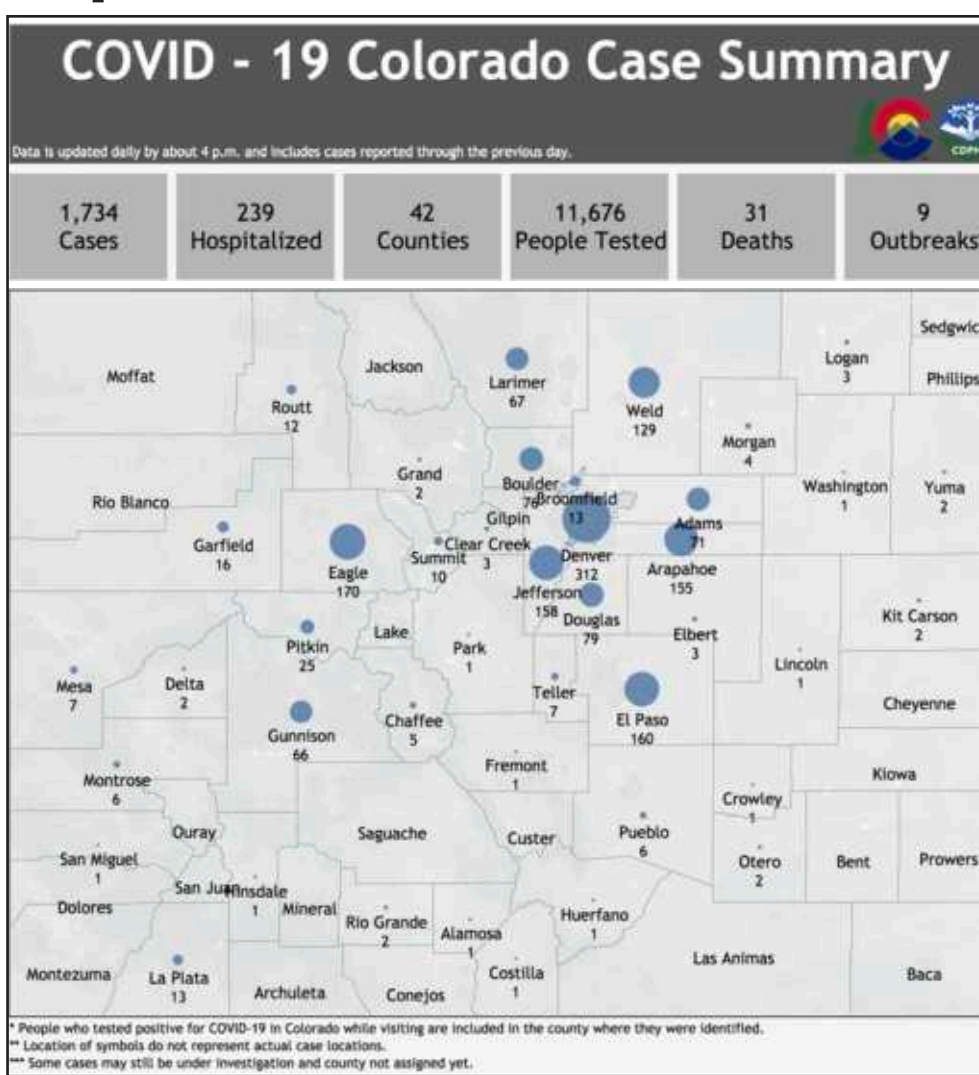 COVID - 19 Colorado Case Summary
Data is updated daily by about 4 p.m. and includes cases reported through the previous day.
1,734
Cases
239
Hospitalized
42
Counties
11,676
People Tested
31
Deaths
9
Outbreaks
Sedgwic
Logan
3
Jackson
Moffat
Larimer
67
Phillips
Routt
12
Weld
129
Morgan
4
Grand
2
Boulder
76
Broomfield
13
Washington
1
Yuma
2
Rio Blanco
Gilpin
Adams
71
Garfield
16
Clear Creek
3
Summit
10
Denver
312
Eagle
170
Arapahoe
155
Jefferson
158
Douglas
79
Kit Carson
2
Lake
Elbert
3
Pitkin
25
Park
1
Lincoln
1
Mesa
7
Delta
2
Teller
7
Cheyenne
Chaffee
5
El Paso
160
Gunnison
66
Fremont
1
Kiowa
Montrose
6
Crowley
1
Ouray
Saguache
Custer
Pueblo
6
San Miguel
1
Otero
2
Bent
Prowers
San Juan
Hinsdale
1
Dolores
Mineral
Rio Grande
2
Huerfano
1
Alamosa
1
Las Animas
Montezuma
La Plata
13
Costilla
1
Baca
Archuleta
Conejos
* People who tested positive for COVID-19 in Colorado while visiting are included in the county where they were identified.
** Location of symbols do not represent actual case locations.
*** Some cases may still be under investigation and county not assigned yet.